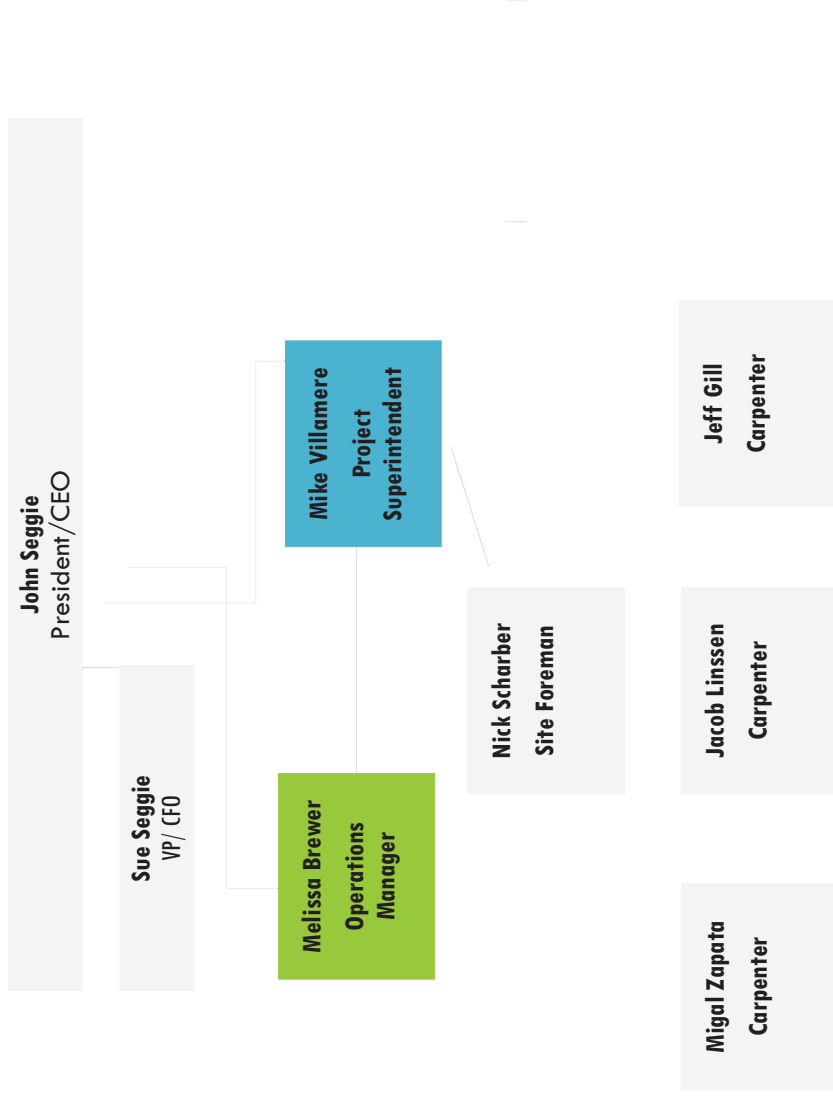 John Seggie
President/CEO
Sue Seggie
VP/ CFO
Melissa Brewer
Operations
Manager
Mike Villamere
Project
Superintendent
Nick Scharber
Site Foreman
Migal Zapata
Carpenter
Jacob Linssen
Carpenter
Jeff Gill
Carpenter